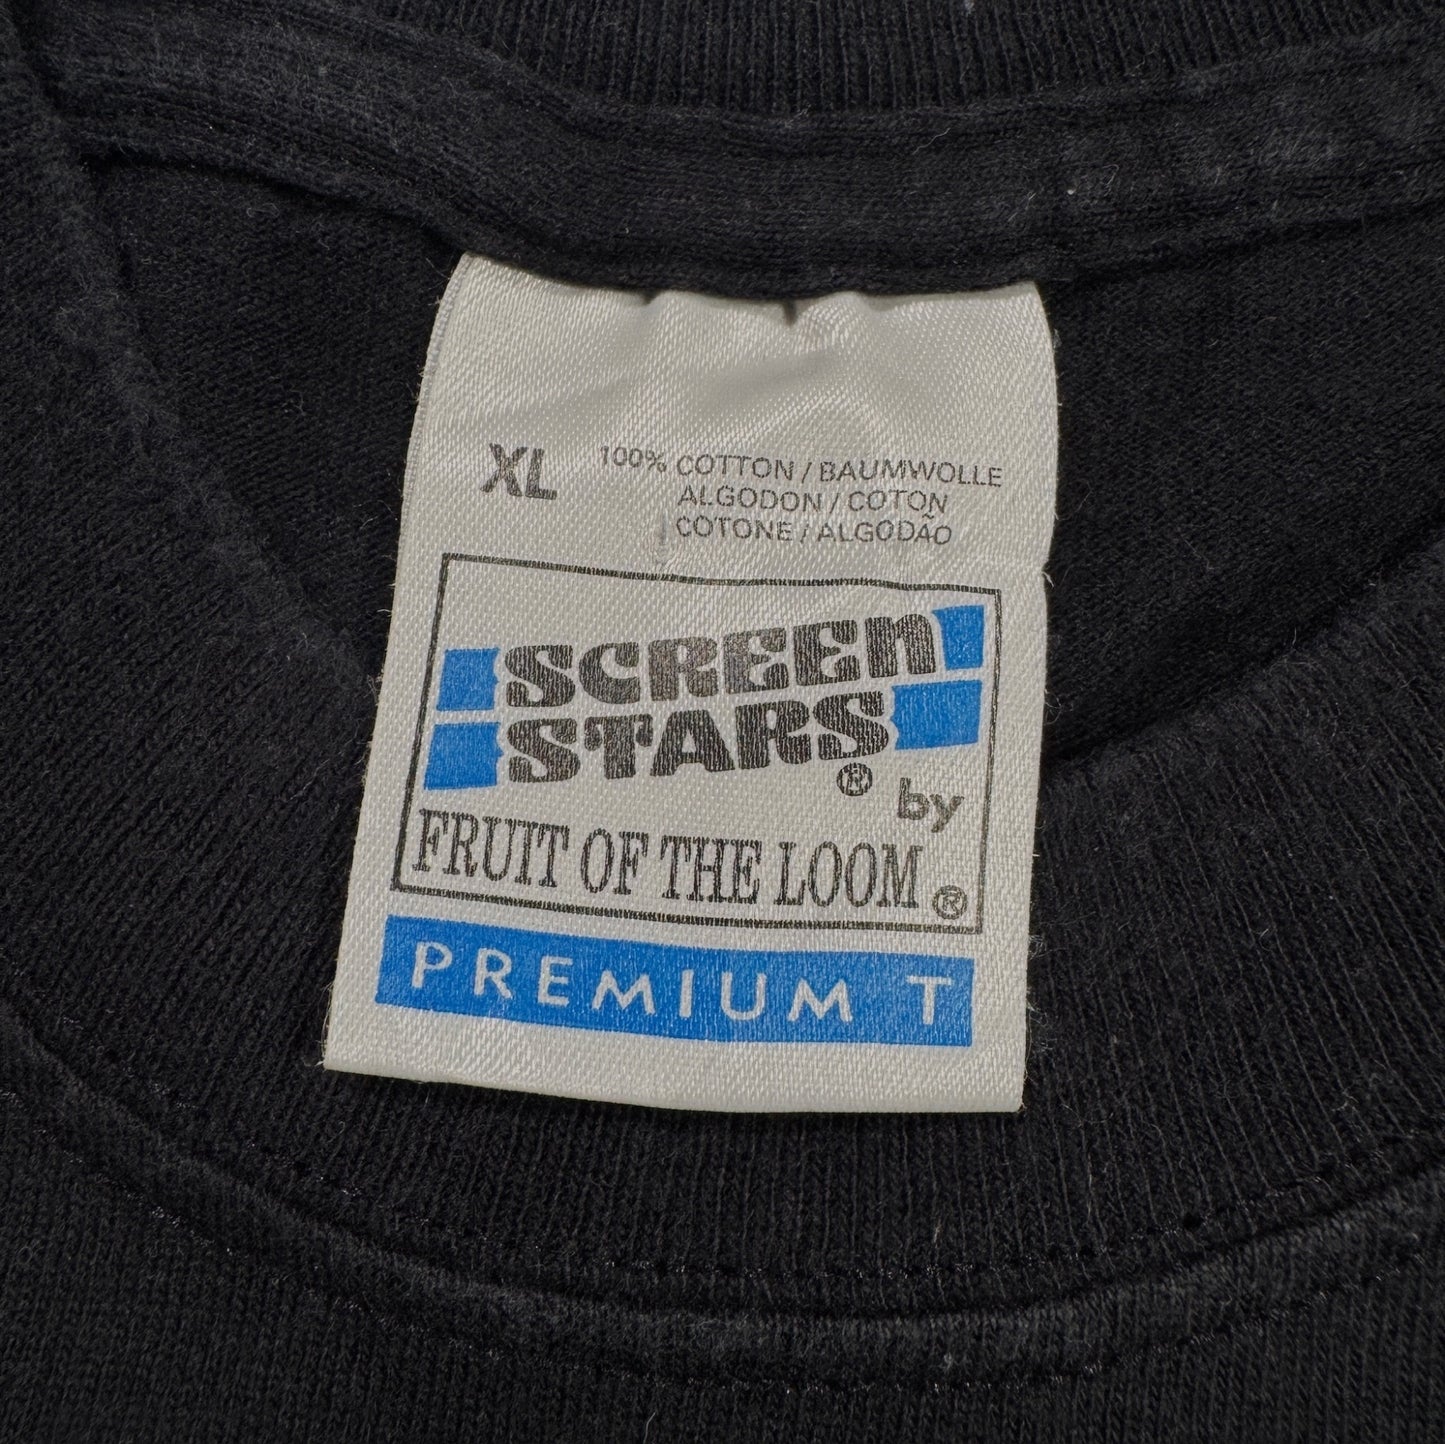 XL
100% COTTON / BAUMWOLLE
ALGODON / COTON
COTONE / ALGODÃO
SCREEN
STARS®
by
FRUIT OF THE LOOM®
PREMIUM T